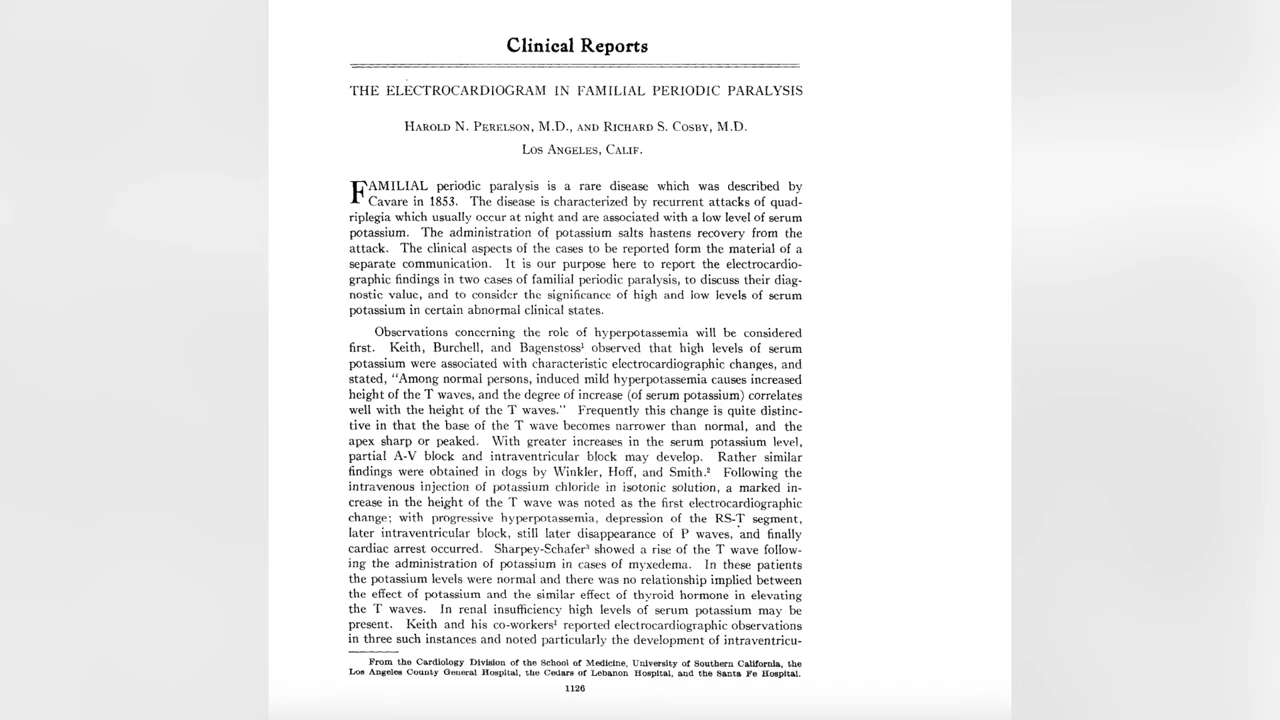 Clinical Reports
THE ELECTROCARDIOGRAM IN FAMILIAL PERIODIC PARALYSIS
HAROLD N. PERELSON, M.D., AND RICHARD S. COSBY, M.D.
LOS ANGELES, CALIF.
FAMILIAL periodic paralysis is a rare disease which was described by
Cavare in 1853. The disease is characterized by recurrent attacks of quad-
riplegia which usually occur at night and are associated with a low level of serum
potassium. The administration of potassium salts hastens recovery from the
attack. The clinical aspects of the cases to be reported form the material of a
separate communication. It is our purpose here to report the electrocardio-
graphic findings in two cases of familial periodic paralysis, to discuss their diag-
nostic value, and to consider the significance of high and low levels of serum
potassium in certain abnormal clinical states.
Observations concerning the role of hyperpotassemia will be considered
first. Keith, Burchell, and Bagenstoss¹ observed that high levels of serum
potassium were associated with characteristic electrocardiographic changes, and
stated, "Among normal persons, induced mild hyperpotassemia causes increased
height of the T waves, and the degree of increase (of serum potassium) correlates
well with the height of the T waves." Frequently this change is quite distinc-
tive in that the base of the T wave becomes narrower than normal, and the
apex sharp or peaked. With greater increases in the serum potassium level,
partial A-V block and intraventricular block may develop. Rather similar
findings were obtained in dogs by Winkler, Hoff, and Smith.² Following the
intravenous injection of potassium chloride in isotonic solution, a marked in-
crease in the height of the T wave was noted as the first electrocardiographic
change; with progressive hyperpotassemia, depression of the RS-T segment,
later intraventricular block, still later disappearance of P waves, and finally
cardiac arrest occurred. Sharpey-Schafer³ showed a rise of the T wave follow-
ing the administration of potassium in cases of myxedema. In these patients
the potassium levels were normal and there was no relationship implied between
the effect of potassium and the similar effect of thyroid hormone in elevating
the T waves. In renal insufficiency high levels of serum potassium may be
present. Keith and his co-workers¹ reported electrocardiographic observations
in three such instances and noted particularly the development of intraventricu-
From the Cardiology Division of the School of Medicine, University of Southern California, the
Los Angeles County General Hospital, the Cedars of Lebanon Hospital, and the Santa Fe Hospital.
1126